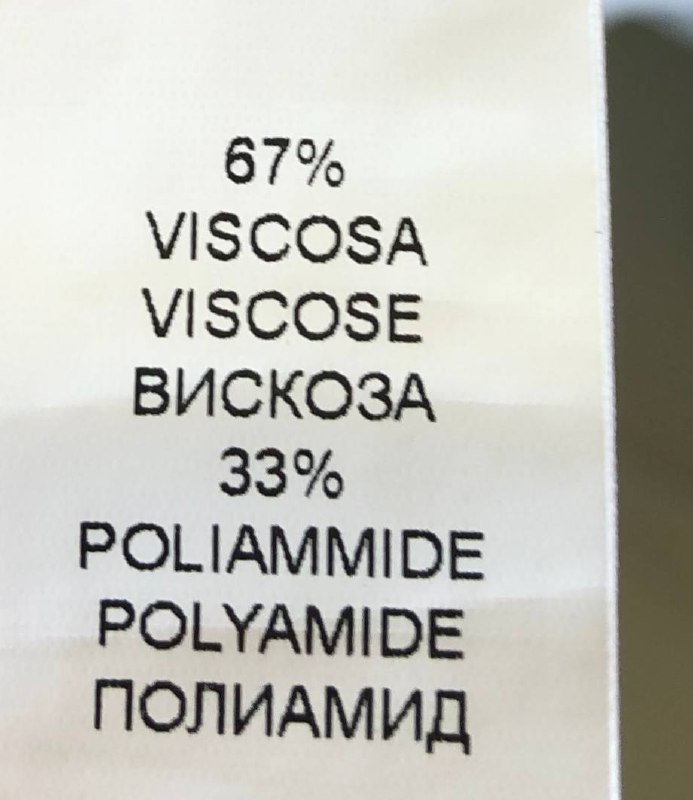 67%
VISCOSA
VISCOSE
ВИСКОЗА
33%
POLIAMMIDE
POLYAMIDE
ПОЛИАМИД